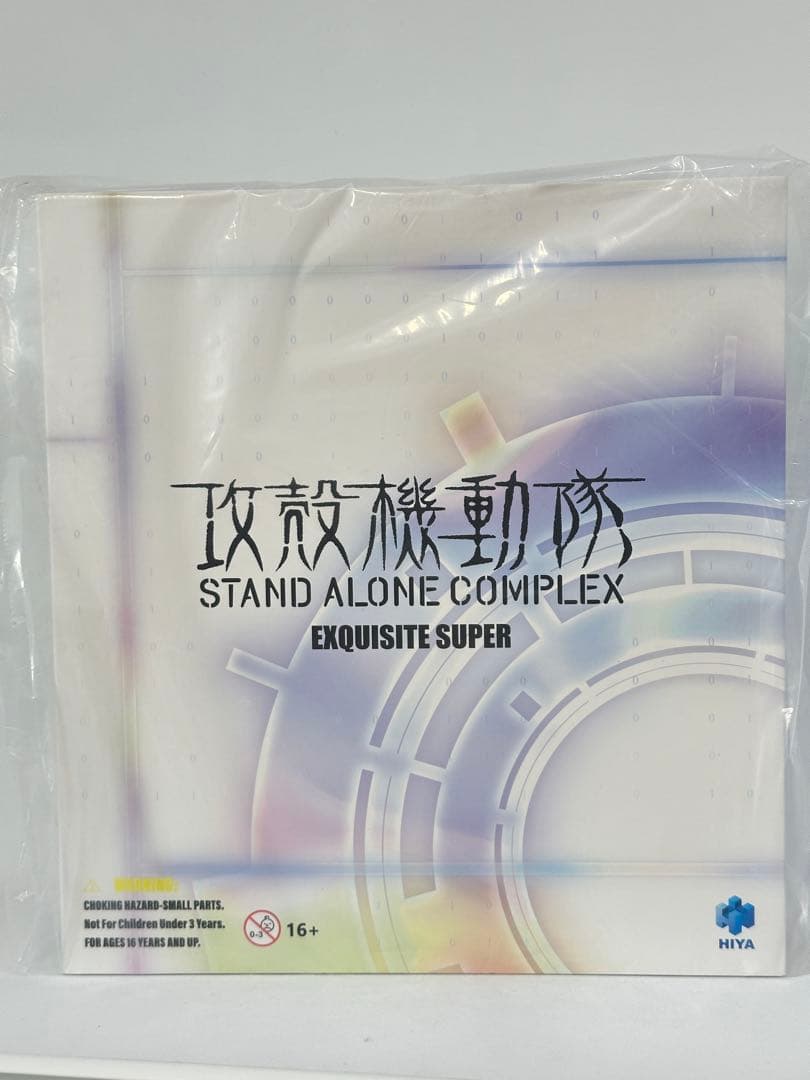 攻殻機動隊
STAND ALONE COMPLEX
EXQUISITE SUPER
WARNING:
CHOKING HAZARD-SMALL PARTS.
Not For Children Under 3 Years.
FOR AGES 16 YEARS AND UP.
0-3
16+
HIYA